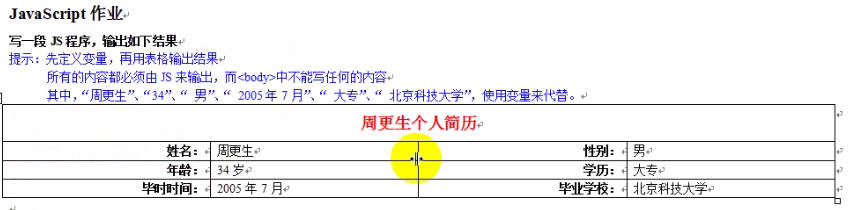 JavaScript 作业
写一段 JS 程序，输出如下结果
提示：先定义变量，再用表格输出结果
所有的内容都必须由 JS 来输出，而<body>中不能写任何的内容
其中，“周更生”、“34”、“ 男”、“ 2005 年 7 月”、“ 大专”、“ 北京科技大学”，使用变量来代替。
周更生个人简历
姓名： 周更生 性别： 男
年龄： 34 岁 学历： 大专
毕时时间： 2005 年 7 月 毕业学校： 北京科技大学